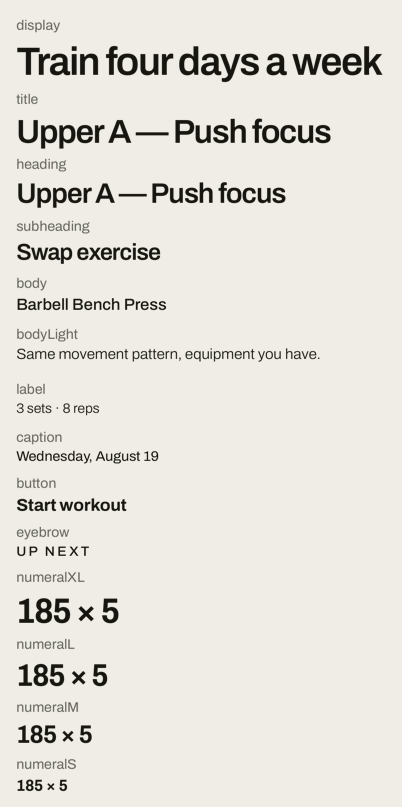 display
Train four days a week
title
Upper A — Push focus
heading
Upper A — Push focus
subheading
Swap exercise
body
Barbell Bench Press
bodyLight
Same movement pattern, equipment you have.
label
3 sets · 8 reps
caption
Wednesday, August 19
button
Start workout
eyebrow
UP NEXT
numeralXL
185 × 5
numeralL
185 × 5
numeralM
185 × 5
numeralS
185 × 5